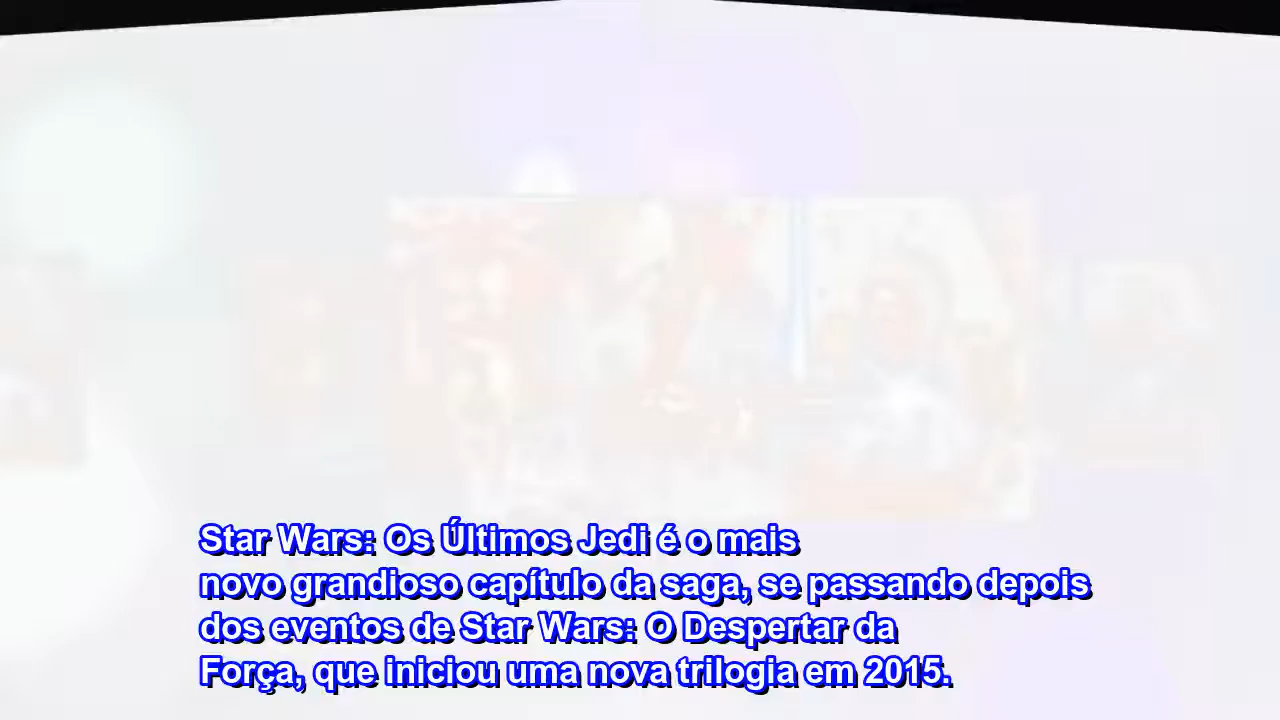 Star Wars: Os Últimos Jedi é o mais
novo grandioso capítulo da saga, se passando depois
dos eventos de Star Wars: O Despertar da
Força, que iniciou uma nova trilogia em 2015.